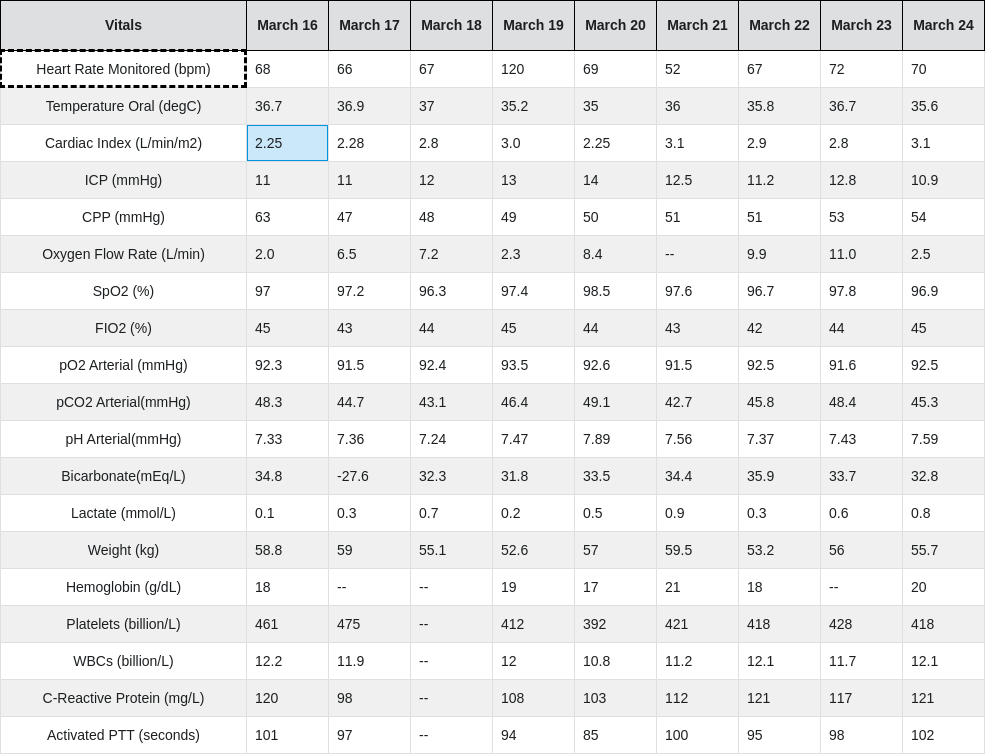 Vitals March 16 March 17 March 18 March 19 March 20 March 21 March 22 March 23 March 24
Heart Rate Monitored (bpm) 68 66 67 120 69 52 67 72 70
Temperature Oral (degC) 36.7 36.9 37 35.2 35 36 35.8 36.7 35.6
Cardiac Index (L/min/m2) 2.25 2.28 2.8 3.0 2.25 3.1 2.9 2.8 3.1
ICP (mmHg) 11 11 12 13 14 12.5 11.2 12.8 10.9
CPP (mmHg) 63 47 48 49 50 51 51 53 54
Oxygen Flow Rate (L/min) 2.0 6.5 7.2 2.3 8.4 -- 9.9 11.0 2.5
SpO2 (%) 97 97.2 96.3 97.4 98.5 97.6 96.7 97.8 96.9
FIO2 (%) 45 43 44 45 44 43 42 44 45
pO2 Arterial (mmHg) 92.3 91.5 92.4 93.5 92.6 91.5 92.5 91.6 92.5
pCO2 Arterial(mmHg) 48.3 44.7 43.1 46.4 49.1 42.7 45.8 48.4 45.3
pH Arterial(mmHg) 7.33 7.36 7.24 7.47 7.89 7.56 7.37 7.43 7.59
Bicarbonate(mEq/L) 34.8 -27.6 32.3 31.8 33.5 34.4 35.9 33.7 32.8
Lactate (mmol/L) 0.1 0.3 0.7 0.2 0.5 0.9 0.3 0.6 0.8
Weight (kg) 58.8 59 55.1 52.6 57 59.5 53.2 56 55.7
Hemoglobin (g/dL) 18 -- -- 19 17 21 18 -- 20
Platelets (billion/L) 461 475 -- 412 392 421 418 428 418
WBCs (billion/L) 12.2 11.9 -- 12 10.8 11.2 12.1 11.7 12.1
C-Reactive Protein (mg/L) 120 98 -- 108 103 112 121 117 121
Activated PTT (seconds) 101 97 -- 94 85 100 95 98 102